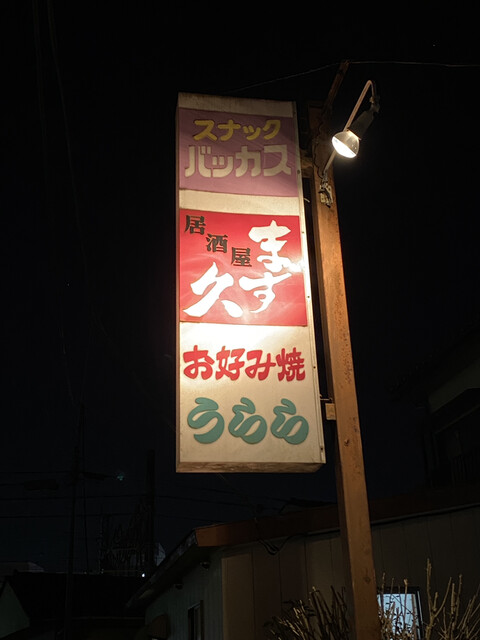 スナック
バッカス
居酒屋
ます久
お好み焼
うらら